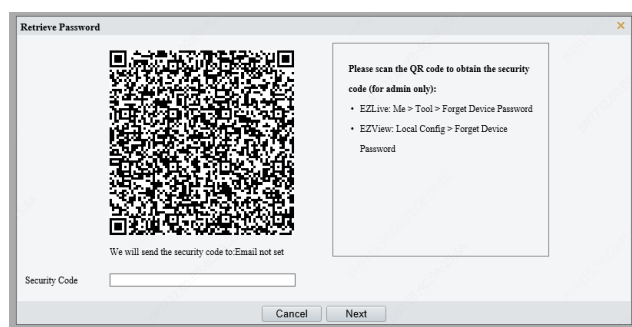 Retrieve Password
Please scan the QR code to obtain the security
code (for admin only):
• EZLive: Me > Tool > Forget Device Password
• EZView: Local Config > Forget Device
Password
We will send the security code to:Email not set
Security Code
Cancel
Next